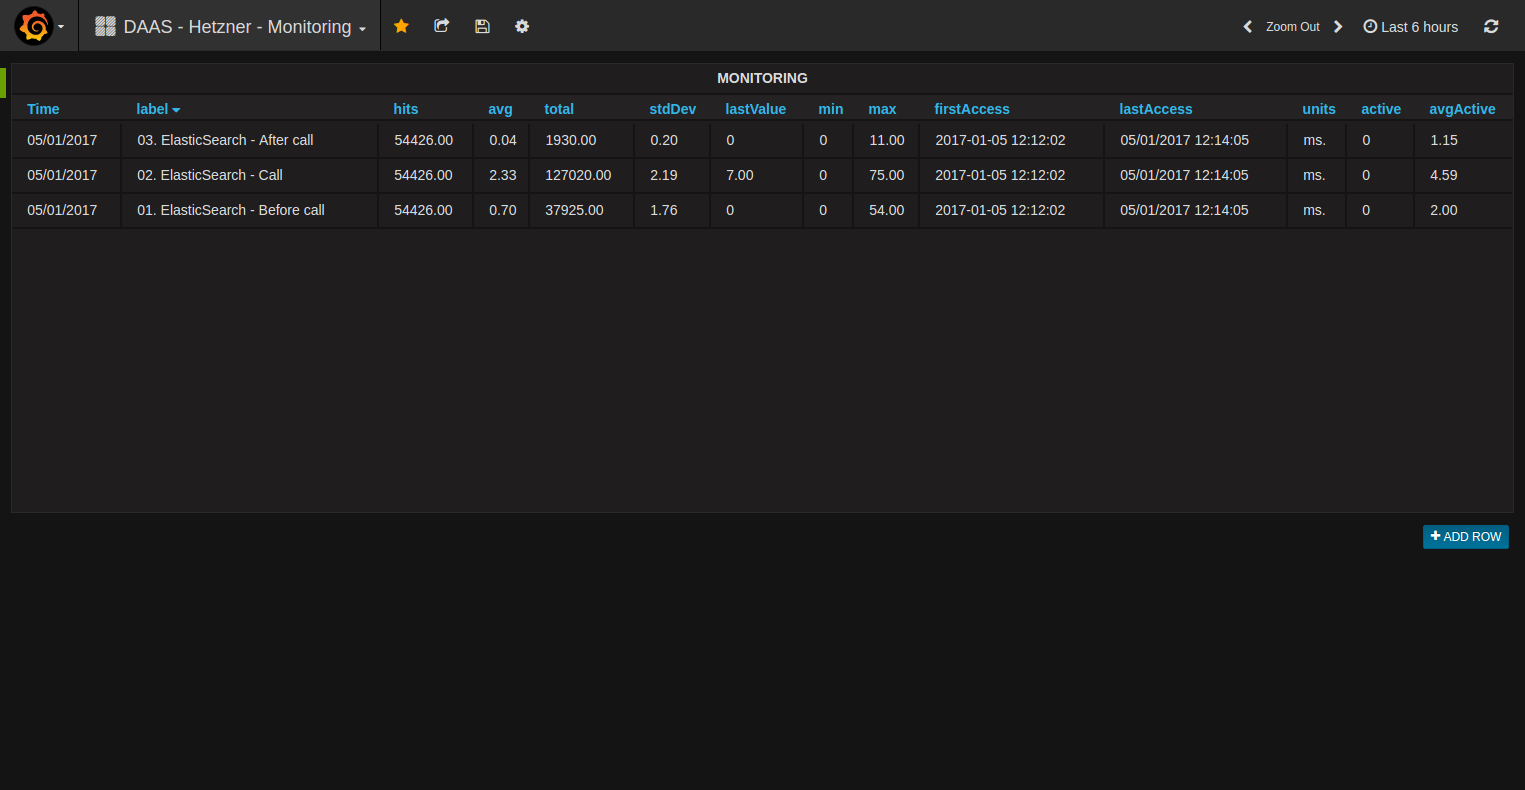 DAAS - Hetzner - Monitoring Zoom Out Last 6 hours
MONITORING
Time label hits avg total stdDev lastValue min max firstAccess lastAccess units active avgActive
05/01/2017 03. ElasticSearch - After call 54426.00 0.04 1930.00 0.20 0 0 11.00 2017-01-05 12:12:02 05/01/2017 12:14:05 ms. 0 1.15
05/01/2017 02. ElasticSearch - Call 54426.00 2.33 127020.00 2.19 7.00 0 75.00 2017-01-05 12:12:02 05/01/2017 12:14:05 ms. 0 4.59
05/01/2017 01. ElasticSearch - Before call 54426.00 0.70 37925.00 1.76 0 0 54.00 2017-01-05 12:12:02 05/01/2017 12:14:05 ms. 0 2.00
ADD ROW